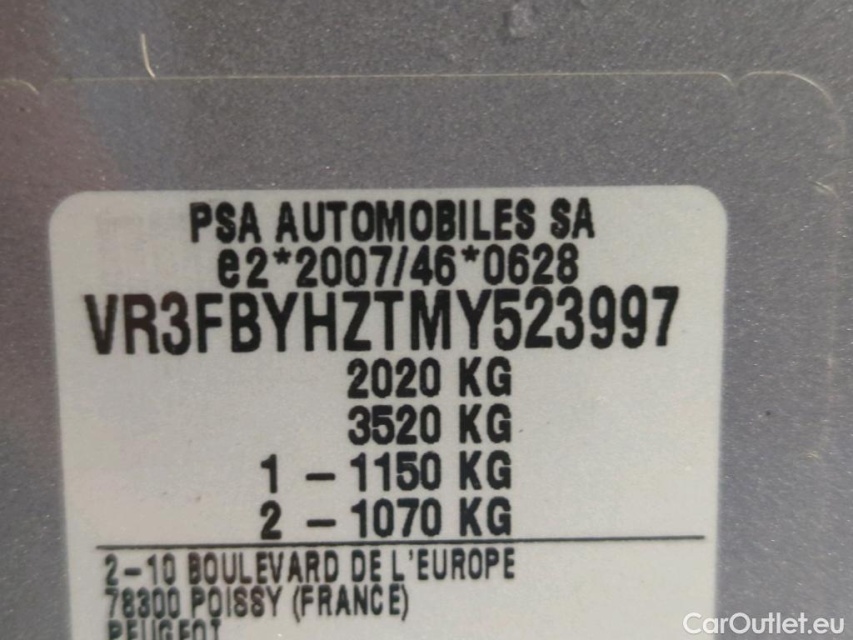 PSA AUTOMOBILES SA
e2*2007/46*0628
VR3FBYHZTMY523997
2020 KG
3520 KG
1 - 1150 KG
2 - 1070 KG
2-10 BOULEVARD DE L'EUROPE
78300 POISSY (FRANCE)
PEUGEOT
CarOutlet.eu